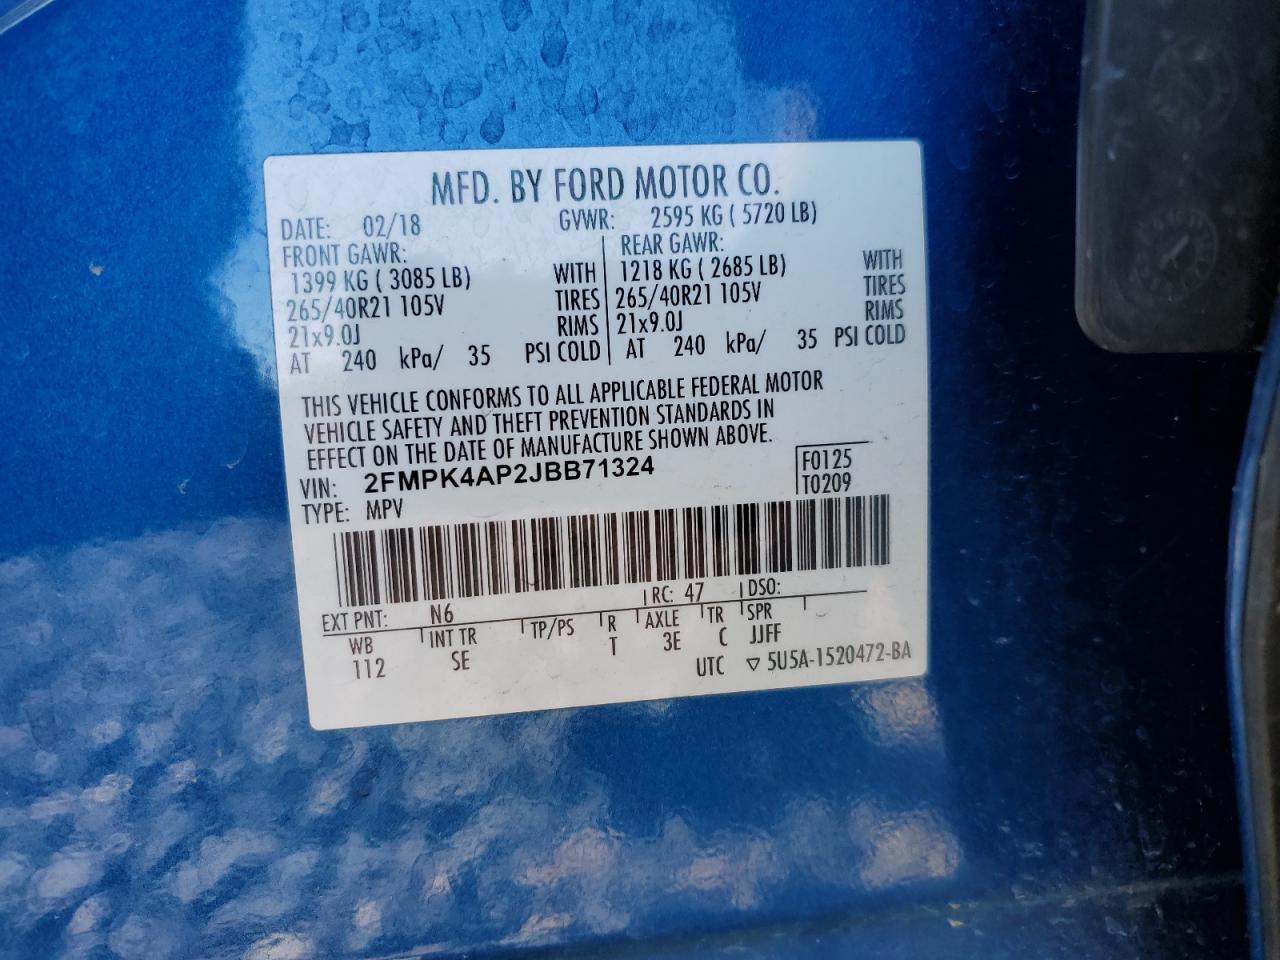 MFD. BY FORD MOTOR CO.
DATE: 02/18 GVWR: 2595 KG ( 5720 LB)
FRONT GAWR: REAR GAWR:
1399 KG ( 3085 LB) WITH 1218 KG ( 2685 LB) WITH
265/40R21 105V TIRES 265/40R21 105V TIRES
21x9.0J RIMS 21x9.0J RIMS
AT 240 kPa/ 35 PSI COLD AT 240 kPa/ 35 PSI COLD
THIS VEHICLE CONFORMS TO ALL APPLICABLE FEDERAL MOTOR
VEHICLE SAFETY AND THEFT PREVENTION STANDARDS IN
EFFECT ON THE DATE OF MANUFACTURE SHOWN ABOVE.
VIN: 2FMPK4AP2JBB71324 F0125
TYPE: MPV T0209
EXT PNT: N6 RC: 47 DSO:
WB INT TR TP/PS R AXLE TR SPR
112 SE T 3E C JJFF
UTC ▽ 5U5A-1520472-BA